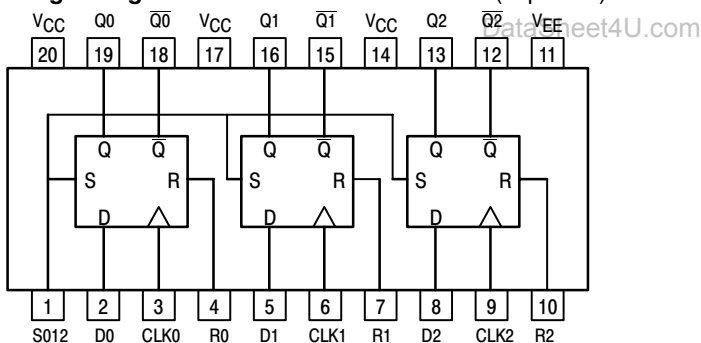 VCC Q0 Q0 VCC Q1 Q1 VCC Q2 Q2 VEE
DataSheet4U.com
20 19 18 17 16 15 14 13 12 11
Q Q Q Q Q Q
S R S R S R
D D D
1 2 3 4 5 6 7 8 9 10
S012 D0 CLK0 R0 D1 CLK1 R1 D2 CLK2 R2